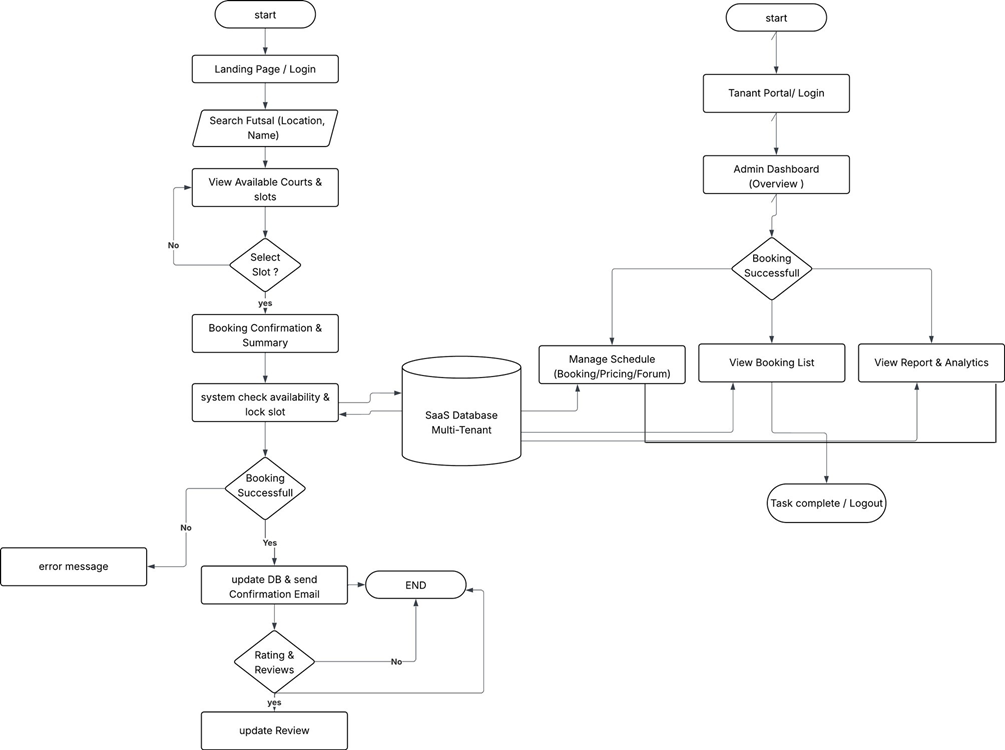 start
Landing Page / Login
Search Futsal (Location,
Name)
View Available Courts &
slots
No
Select
Slot ?
yes
Booking Confirmation &
Summary
system check availability &
lock slot
Booking
Successfull
No
error message
Yes
update DB & send
Confirmation Email
END
Rating &
Reviews
No
yes
update Review
SaaS Database
Multi-Tenant
start
Tanant Portal/ Login
Admin Dashboard
(Overview )
Booking
Successfull
Manage Schedule
(Booking/Pricing/Forum)
View Booking List
View Report & Analytics
Task complete / Logout